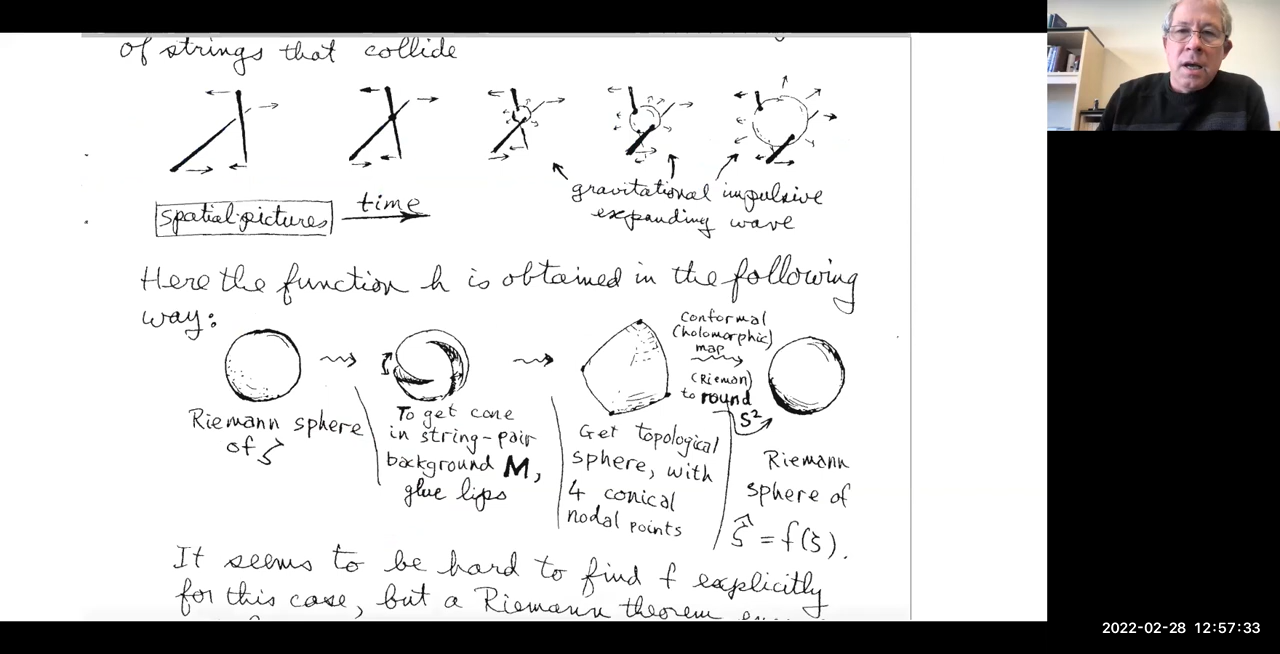 of strings that collide
gravitational impulsive
expanding wave
spatial pictures
time
Here the function h is obtained in the following
way:
Riemann sphere
of ζ
To get cone
in string-pair
background M,
glue lips
Get topological
sphere, with
4 conical
nodal points
Conformal
(holomorphic)
map
(Rieman)
to round
S²
Riemann
sphere of
ζ̂ = f(ζ).
It seems to be hard to find f explicitly
for this case, but a Riemann theorem
2022-02-28 12:57:33